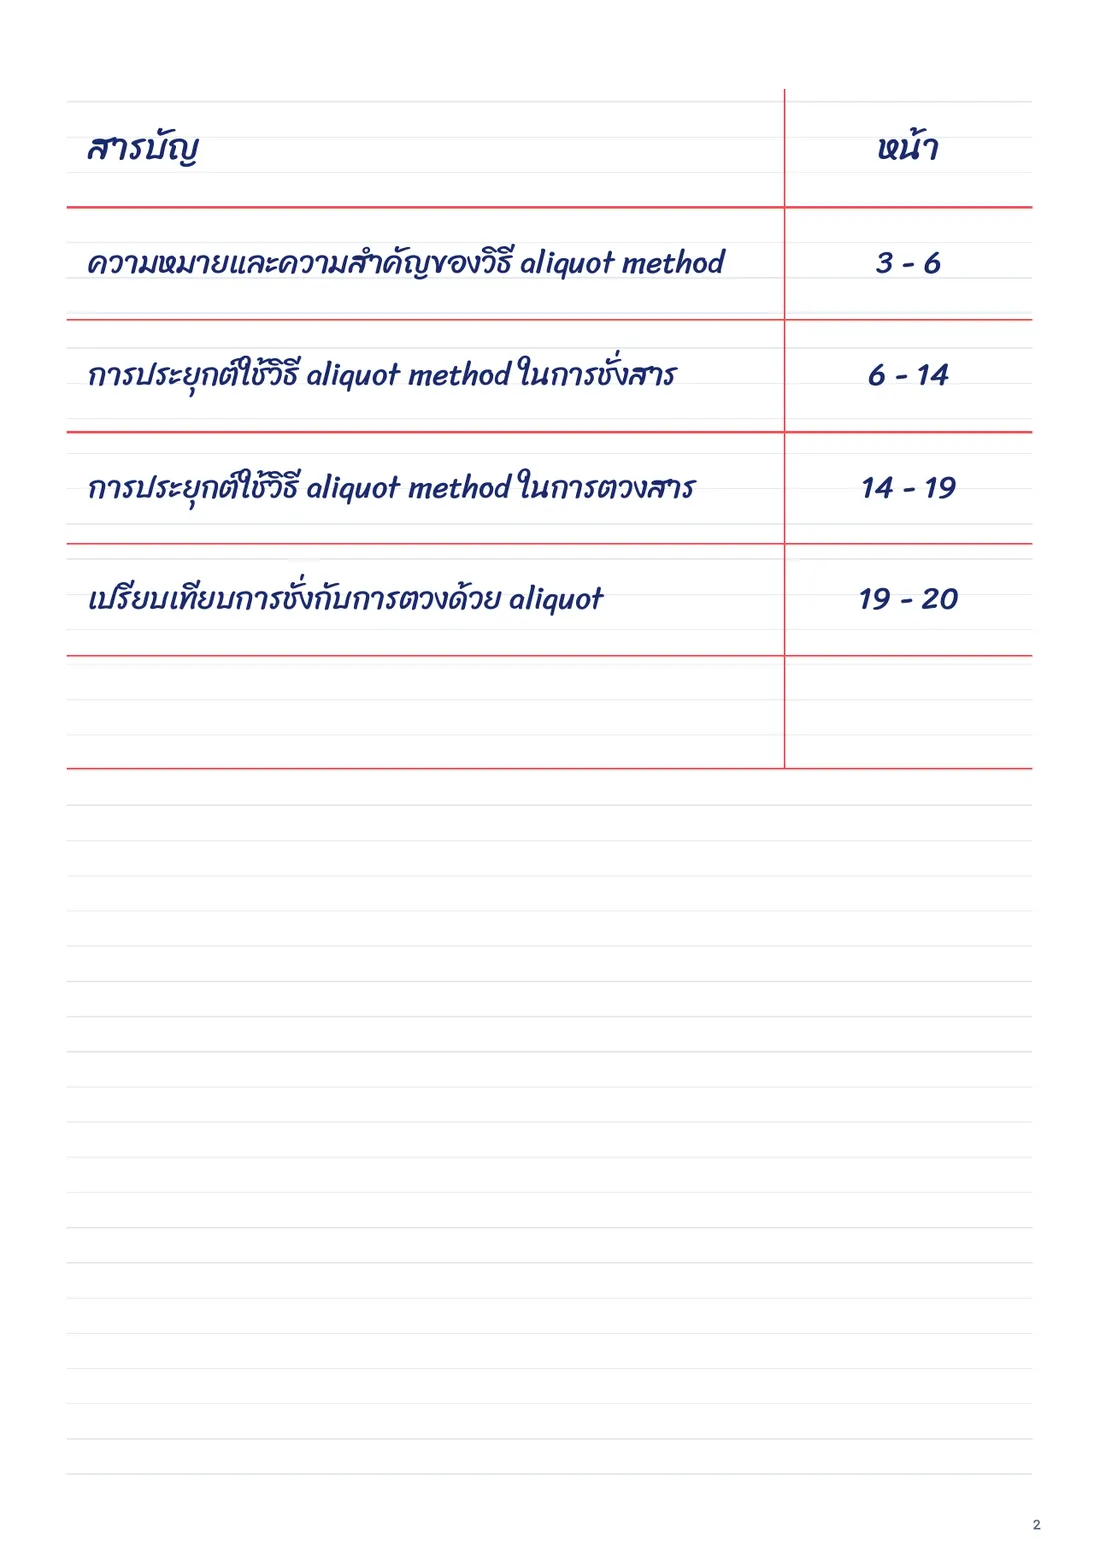 สารบัญ หน้า
ความหมายและความสำคัญของวิธี aliquot method 3 - 6
การประยุกต์ใช้วิธี aliquot method ในการชั่งสาร 6 - 14
การประยุกต์ใช้วิธี aliquot method ในการตวงสาร 14 - 19
เปรียบเทียบการชั่งกับการตวงด้วย aliquot 19 - 20
2